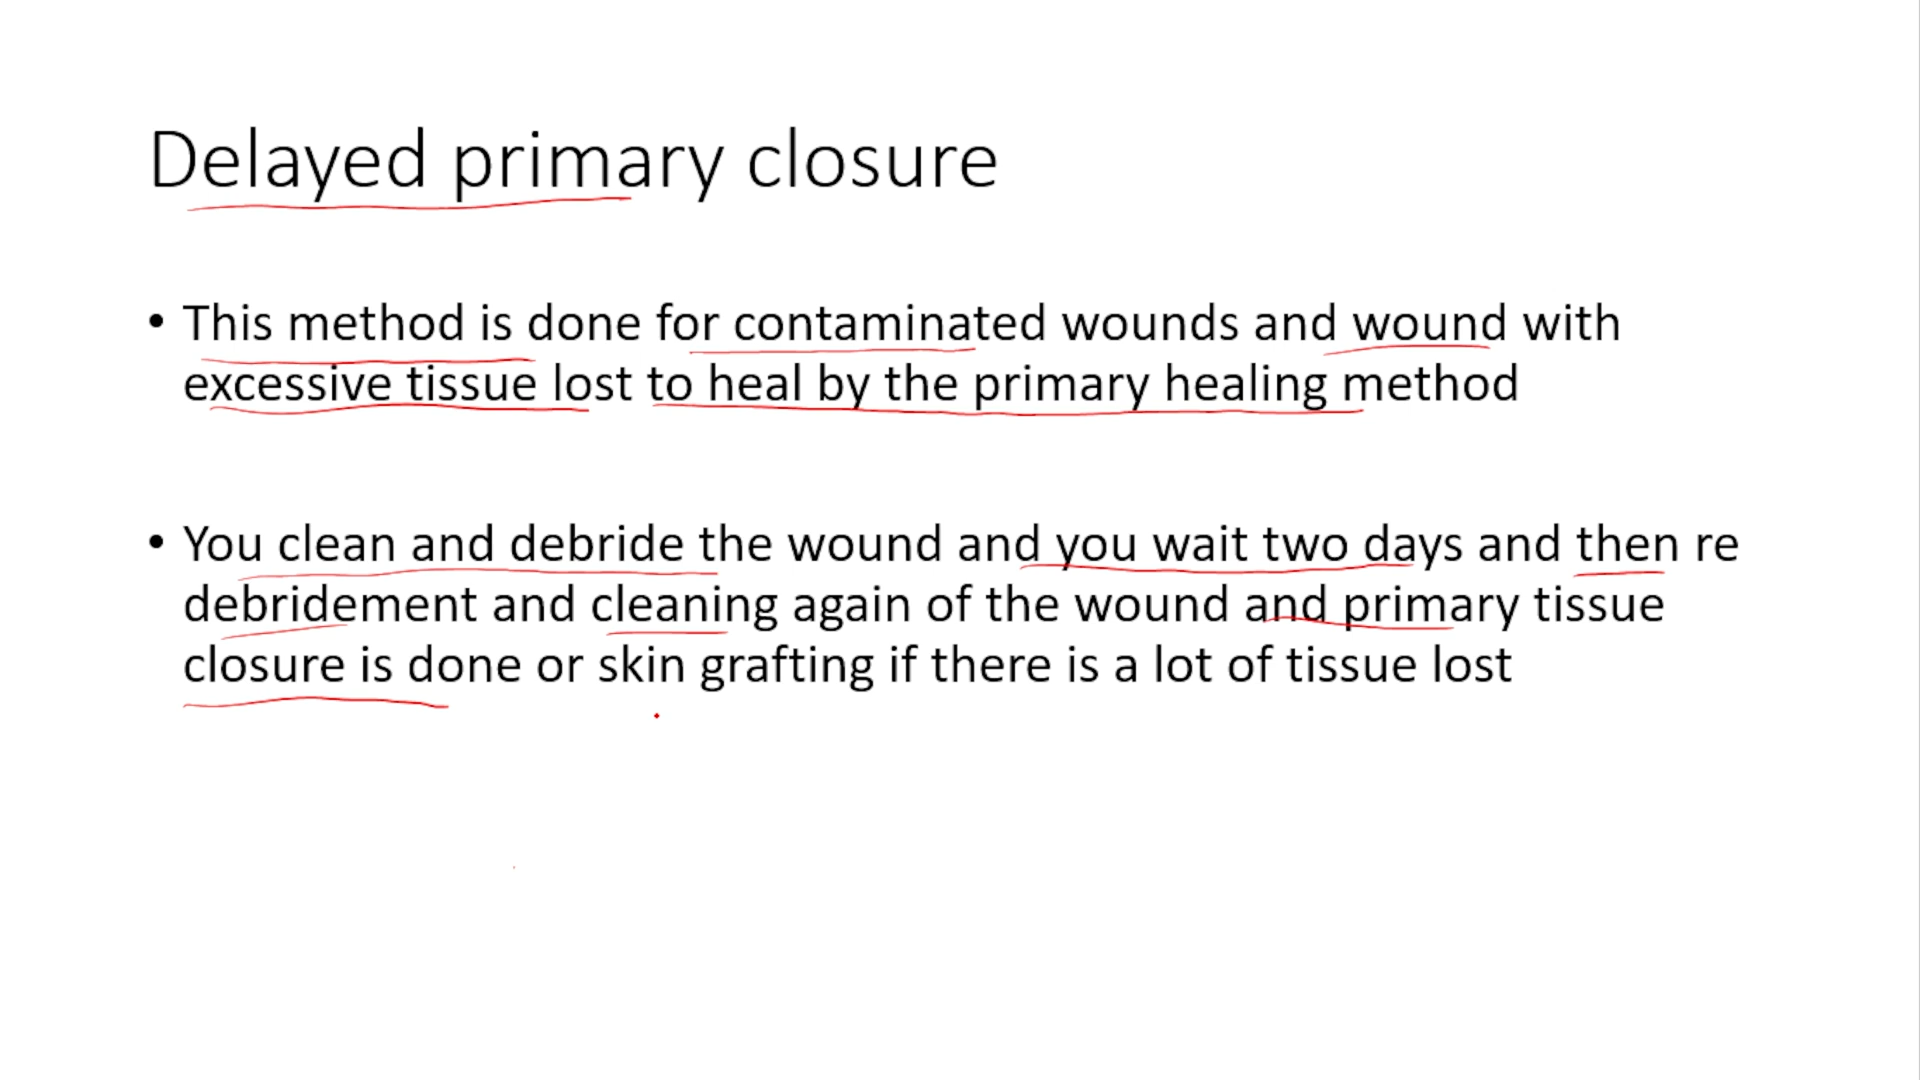 Delayed primary closure
• This method is done for contaminated wounds and wound with
excessive tissue lost to heal by the primary healing method
• You clean and debride the wound and you wait two days and then re
debridement and cleaning again of the wound and primary tissue
closure is done or skin grafting if there is a lot of tissue lost